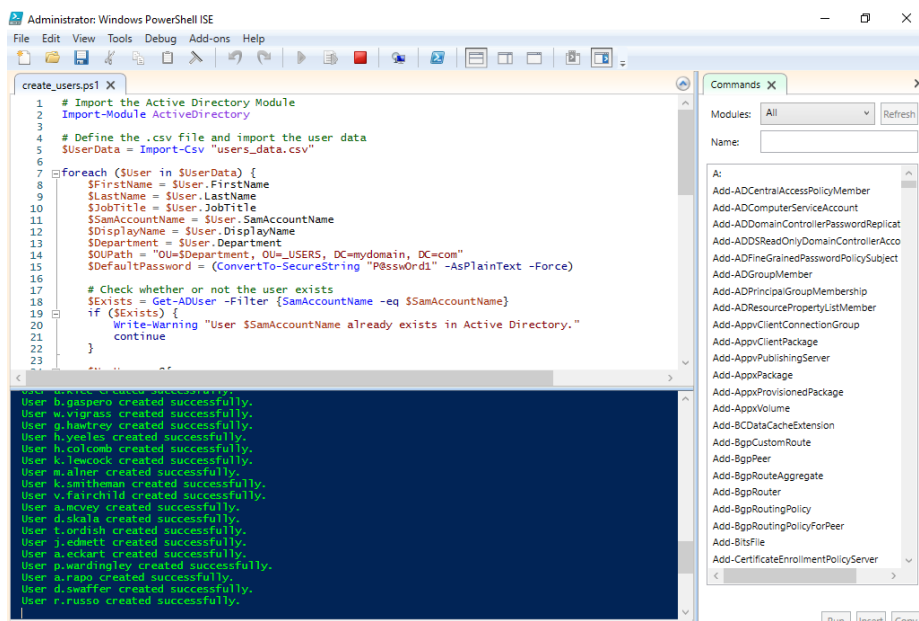 Administrator: Windows PowerShell ISE
File Edit View Tools Debug Add-ons Help
create_users.ps1 X
1 # Import the Active Directory Module
2 Import-Module ActiveDirectory
3
4 # Define the .csv file and import the user data
5 $UserData = Import-Csv "users_data.csv"
6
7 foreach ($User in $UserData) {
8 $FirstName = $User.FirstName
9 $LastName = $User.LastName
10 $JobTitle = $User.JobTitle
11 $SamAccountName = $User.SamAccountName
12 $DisplayName = $User.DisplayName
13 $Department = $User.Department
14 $OUPath = "OU=$Department, OU=_USERS, DC=mydomain, DC=com"
15 $DefaultPassword = (ConvertTo-SecureString "P@sswOrd1" -AsPlainText -Force)
16
17 # Check whether or not the user exists
18 $Exists = Get-ADUser -Filter {SamAccountName -eq $SamAccountName}
19 if ($Exists) {
20 Write-Warning "User $SamAccountName already exists in Active Directory."
21 continue
22 }
23
User b.gaspero created successfully.
User w.vigrass created successfully.
User g.hawtrey created successfully.
User h.yeeles created successfully.
User h.colcomb created successfully.
User k.lewcock created successfully.
User m.alner created successfully.
User k.smitheman created successfully.
User v.fairchild created successfully.
User a.mcvey created successfully.
User d.skala created successfully.
User t.ordish created successfully.
User j.edmett created successfully.
User a.eckart created successfully.
User p.wardingley created successfully.
User a.rapo created successfully.
User d.swaffer created successfully.
User r.russo created successfully.
Commands X
Modules: All Refresh
Name:
A:
Add-ADCentralAccessPolicyMember
Add-ADComputerServiceAccount
Add-ADDomainControllerPasswordReplicat
Add-ADDSReadOnlyDomainControllerAcco
Add-ADFineGrainedPasswordPolicySubject
Add-ADGroupMember
Add-ADPrincipalGroupMembership
Add-ADResourcePropertyListMember
Add-AppvClientConnectionGroup
Add-AppvClientPackage
Add-AppvPublishingServer
Add-AppxPackage
Add-AppxProvisionedPackage
Add-AppxVolume
Add-BCDataCacheExtension
Add-BgpCustomRoute
Add-BgpPeer
Add-BgpRouteAggregate
Add-BgpRouter
Add-BgpRoutingPolicy
Add-BgpRoutingPolicyForPeer
Add-BitsFile
Add-CertificateEnrollmentPolicyServer
Run Insert Copy